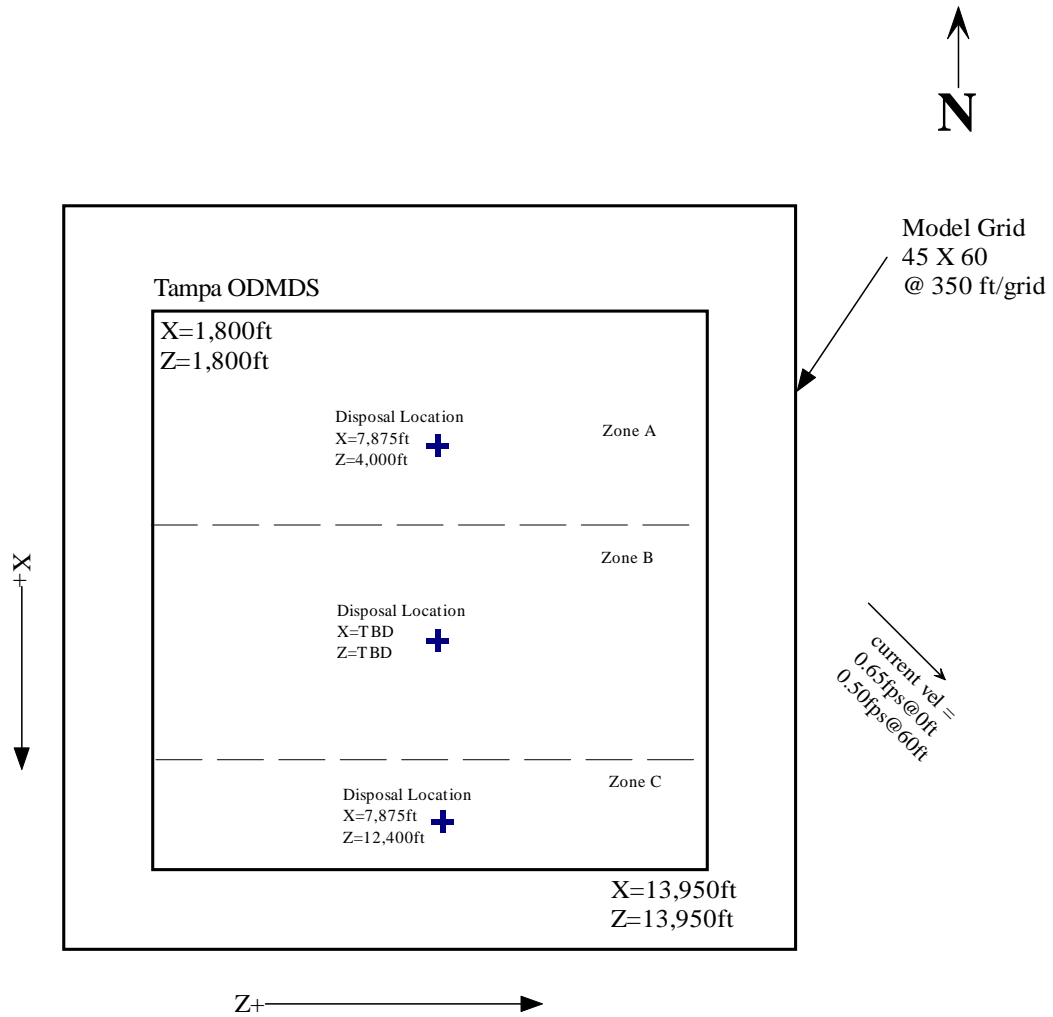 N
Model Grid
45 X 60
@ 350 ft/grid
Tampa ODMDS
X=1,800ft
Z=1,800ft
Disposal Location
X=7,875ft
Z=4,000ft
Zone A
Zone B
Disposal Location
X=TBD
Z=TBD
+X
current vel =
0.65fps@0ft
0.50fps@60ft
Zone C
Disposal Location
X=7,875ft
Z=12,400ft
X=13,950ft
Z=13,950ft
Z+